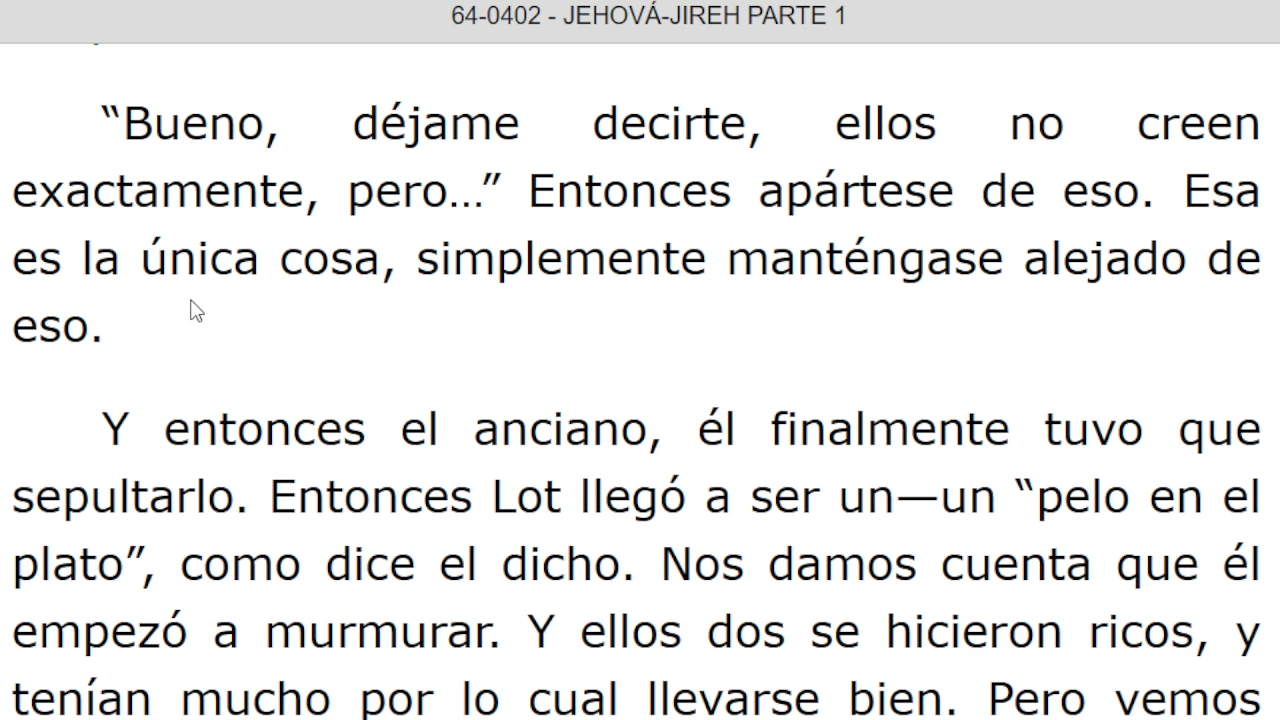 64-0402 - JEHOVÁ-JIREH PARTE 1
“Bueno, déjame decirte, ellos no creen
exactamente, pero...” Entonces apártese de eso. Esa
es la única cosa, simplemente manténgase alejado de
eso.
Y entonces el anciano, él finalmente tuvo que
sepultarlo. Entonces Lot llegó a ser un—un “pelo en el
plato”, como dice el dicho. Nos damos cuenta que él
empezó a murmurar. Y ellos dos se hicieron ricos, y
tenían mucho por lo cual llevarse bien. Pero vemos